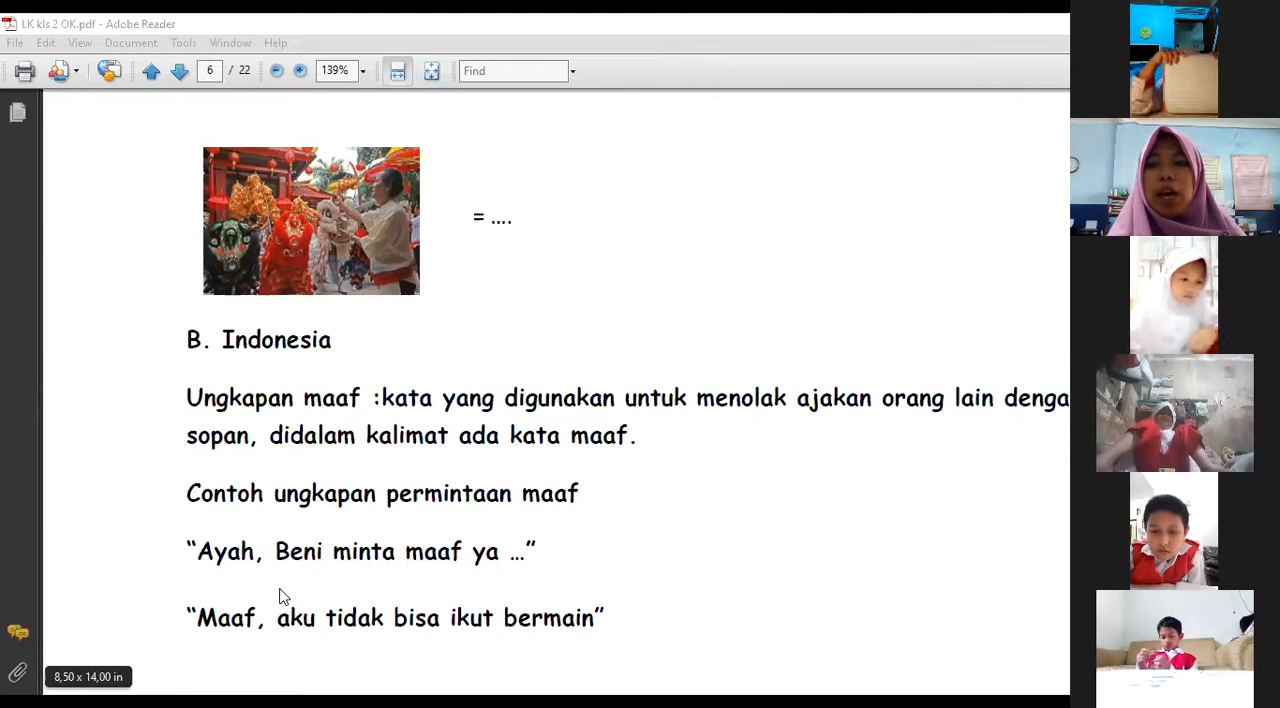 LK kls 2 OK.pdf - Adobe Reader
File Edit View Document Tools Window Help
6 / 22 139% Find
= ....
B. Indonesia
Ungkapan maaf :kata yang digunakan untuk menolak ajakan orang lain denga
sopan, didalam kalimat ada kata maaf.
Contoh ungkapan permintaan maaf
“Ayah, Beni minta maaf ya ...”
“Maaf, aku tidak bisa ikut bermain”
8,50 x 14,00 in